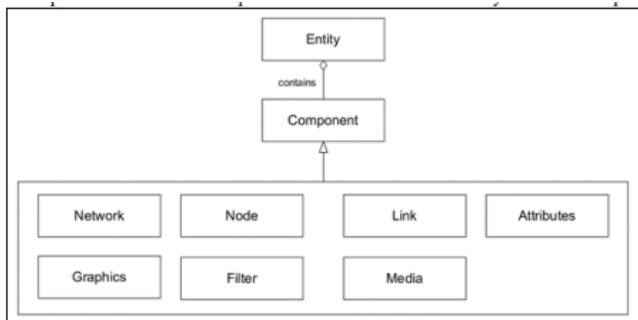 Entity
contains
Component
Network Node Link Attributes
Graphics Filter Media